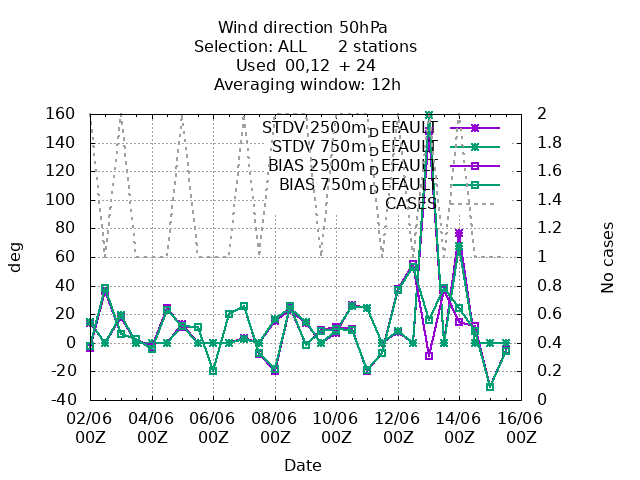 Wind direction 50hPa
Selection: ALL 2 stations
Used 00,12 + 24
Averaging window: 12h
STDV 2500m_DEFAULT
STDV 750m_DEFAULT
BIAS 2500m_DEFAULT
BIAS 750m_DEFAULT
CASES
160
140
120
100
80
60
40
20
0
-20
-40
deg
2
1.8
1.6
1.4
1.2
1
0.8
0.6
0.4
0.2
0
No cases
02/06 04/06 06/06 08/06 10/06 12/06 14/06 16/06
00Z 00Z 00Z 00Z 00Z 00Z 00Z 00Z
Date